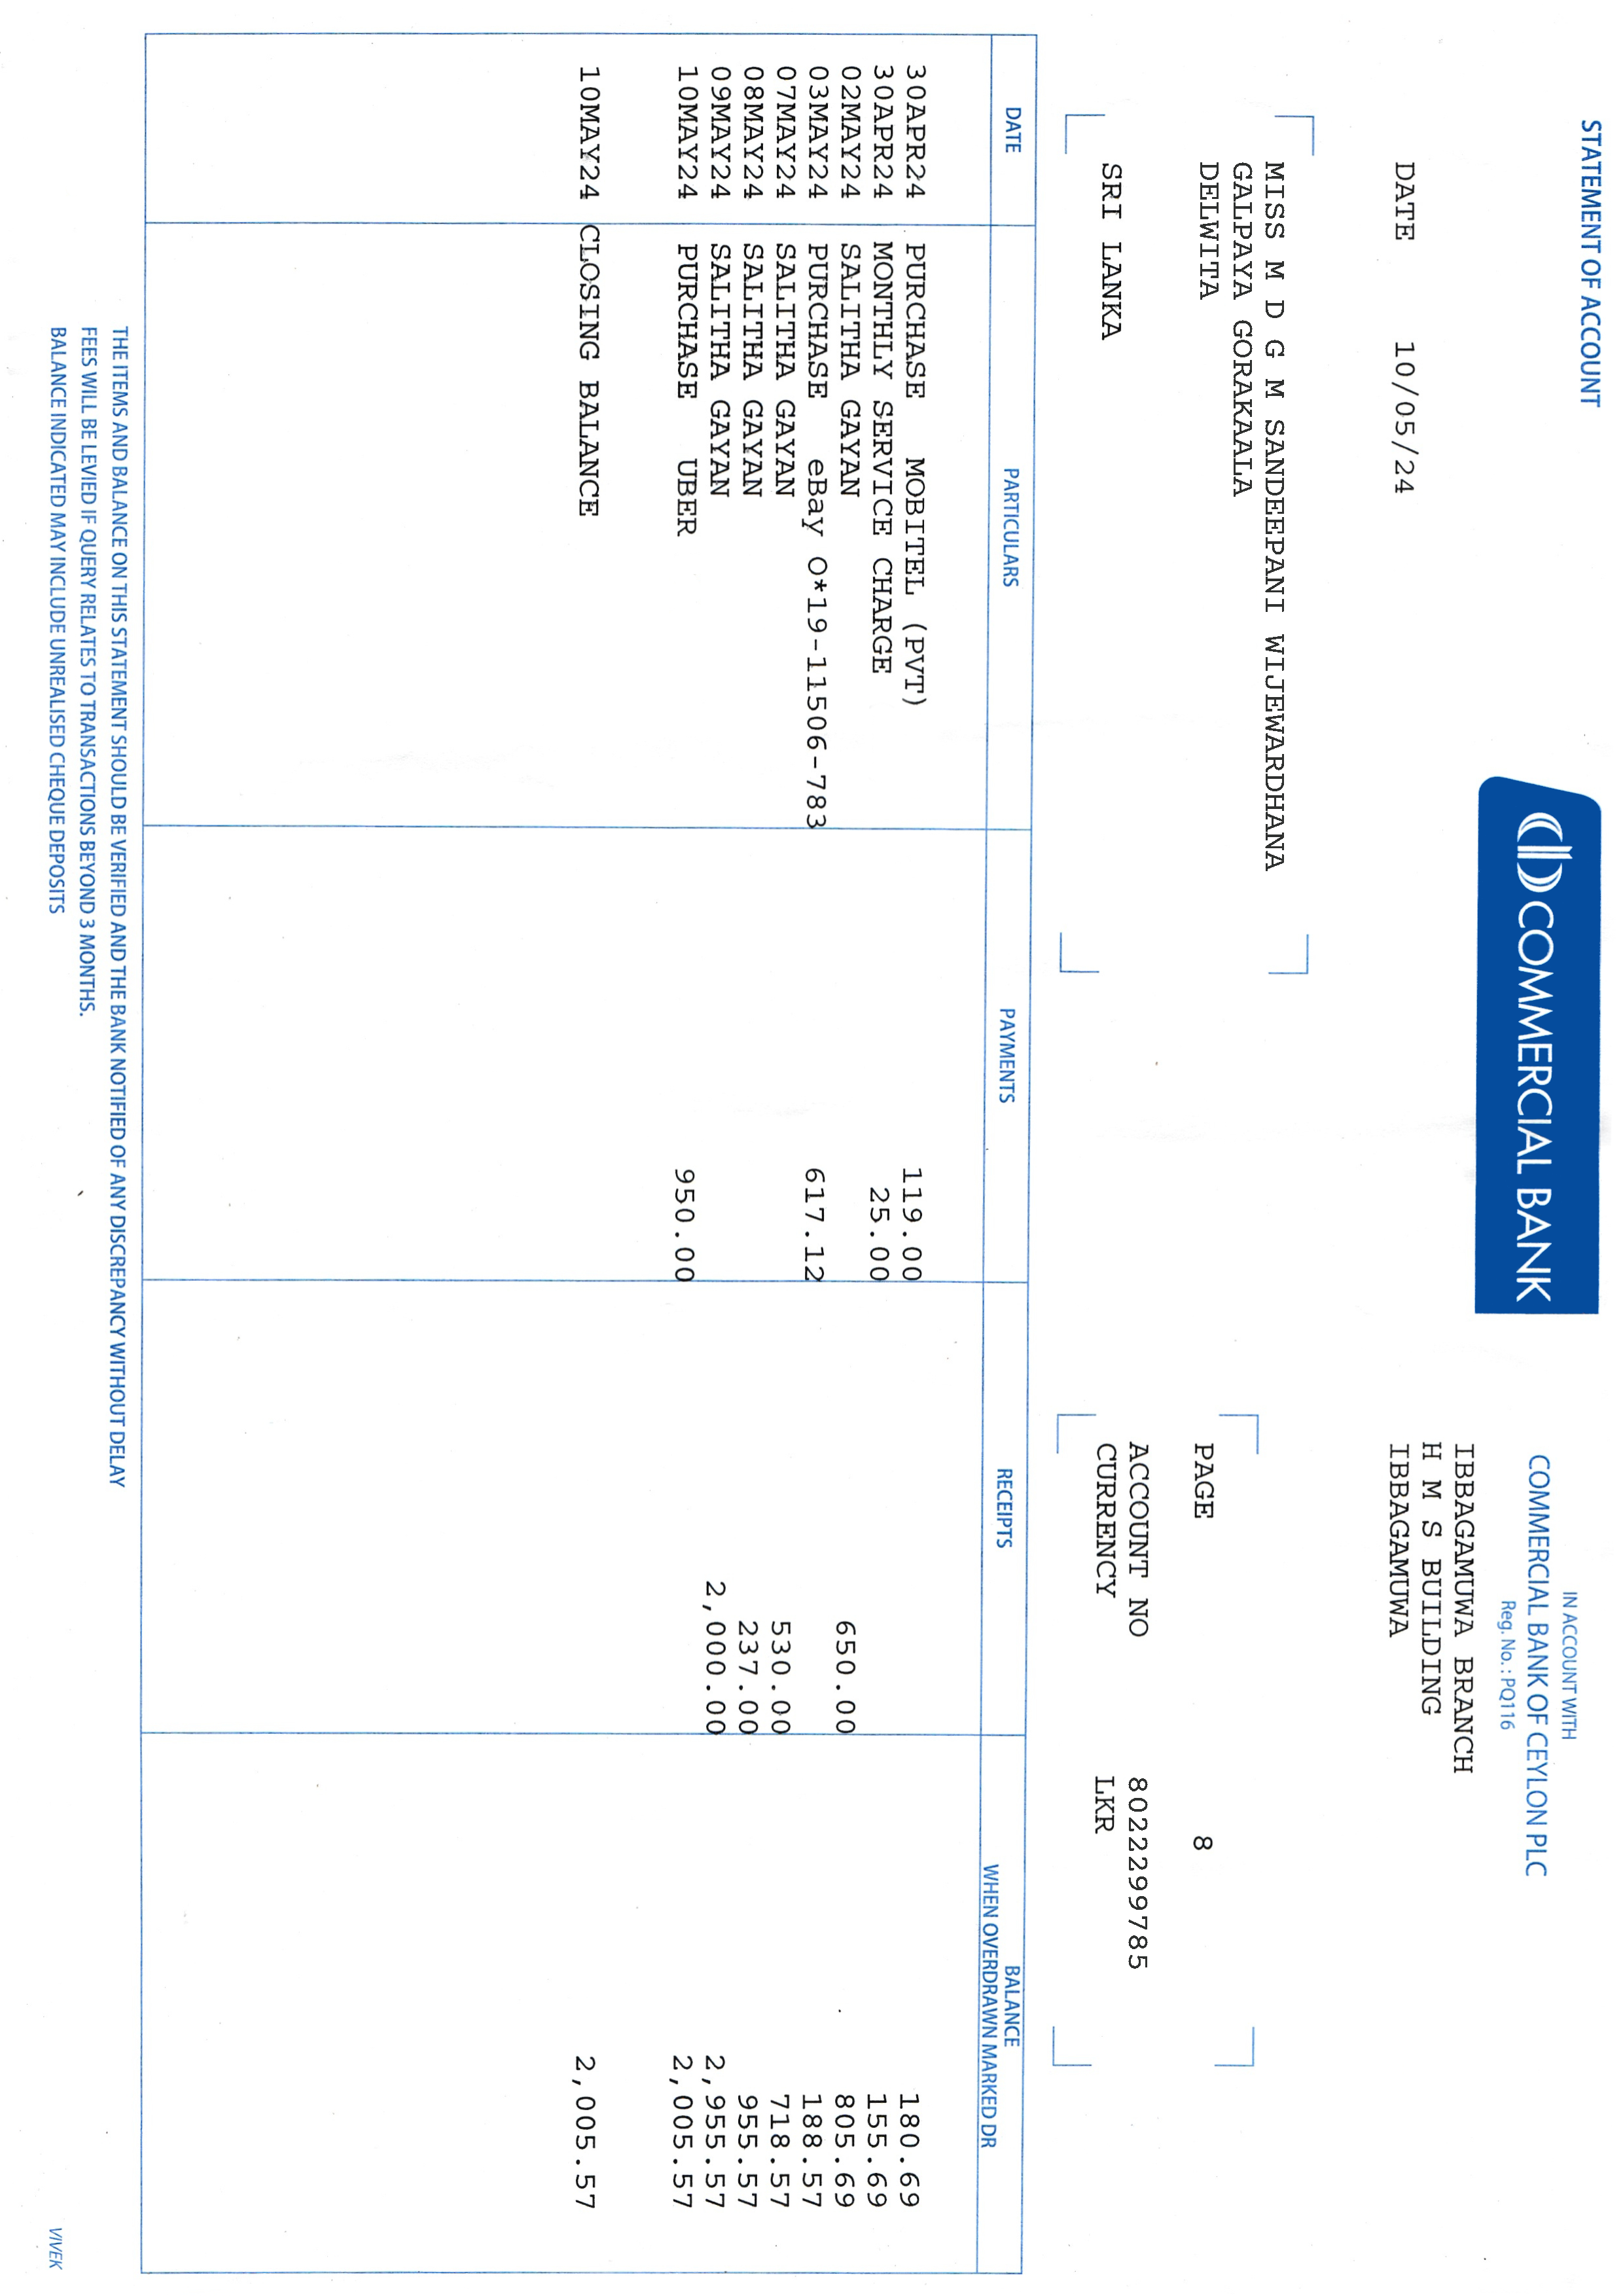 STATEMENT OF ACCOUNT
COMMERCIAL BANK
IN ACCOUNT WITH
COMMERCIAL BANK OF CEYLON PLC
Reg. No. : PQ116
DATE 10/05/24
IBBAGAMUWA BRANCH
H M S BUILDING
IBBAGAMUWA
MISS M D G M SANDEEPANI WIJEWARDHANA
GALPAYA GORAKAALA
DELWITA
SRI LANKA
PAGE 8
ACCOUNT NO 8022299785
CURRENCY LKR
DATE PARTICULARS PAYMENTS RECEIPTS BALANCE
WHEN OVERDRAWN MARKED DR
30APR24 PURCHASE MOBITEL (PVT) 119.00 180.69
30APR24 MONTHLY SERVICE CHARGE 25.00 155.69
02MAY24 SALITHA GAYAN 650.00 805.69
03MAY24 PURCHASE eBay O*19-11506-783 617.12 188.57
07MAY24 SALITHA GAYAN 530.00 718.57
08MAY24 SALITHA GAYAN 237.00 955.57
09MAY24 SALITHA GAYAN 2,000.00 2,955.57
10MAY24 PURCHASE UBER 950.00 2,005.57
10MAY24 CLOSING BALANCE 2,005.57
THE ITEMS AND BALANCE ON THIS STATEMENT SHOULD BE VERIFIED AND THE BANK NOTIFIED OF ANY DISCREPANCY WITHOUT DELAY
FEES WILL BE LEVIED IF QUERY RELATES TO TRANSACTIONS BEYOND 3 MONTHS.
BALANCE INDICATED MAY INCLUDE UNREALISED CHEQUE DEPOSITS
VIVEK